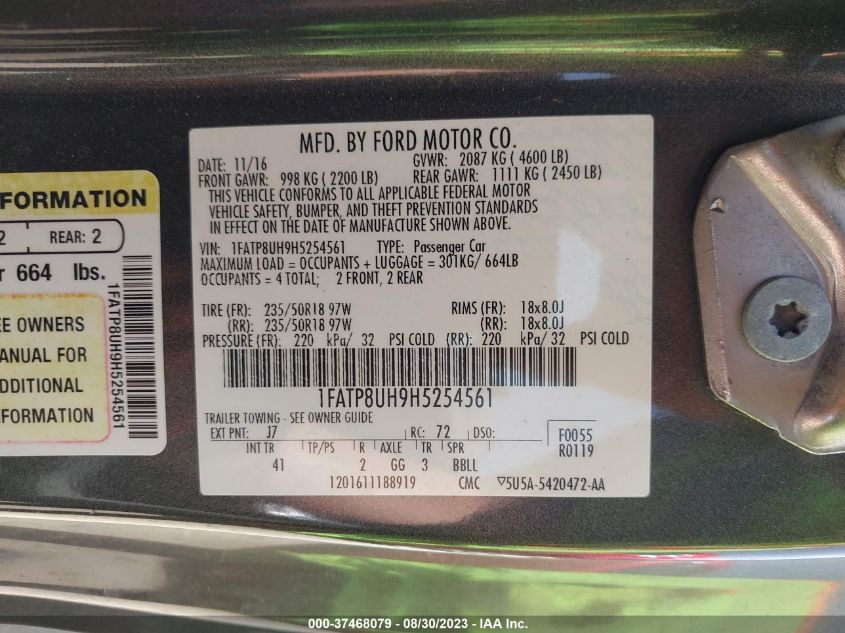 FORMATION
2 REAR: 2
664 lbs.
EE OWNERS
MANUAL FOR
ADDITIONAL
FORMATION
1FATP8UH9H5254561
MFD. BY FORD MOTOR CO.
DATE: 11/16 GVWR: 2087 KG ( 4600 LB)
FRONT GAWR: 998 KG ( 2200 LB) REAR GAWR: 1111 KG ( 2450 LB)
THIS VEHICLE CONFORMS TO ALL APPLICABLE FEDERAL MOTOR
VEHICLE SAFETY, BUMPER, AND THEFT PREVENTION STANDARDS
IN EFFECT ON THE DATE OF MANUFACTURE SHOWN ABOVE.
VIN: 1FATP8UH9H5254561 TYPE: Passenger Car
MAXIMUM LOAD = OCCUPANTS + LUGGAGE = 301KG/ 664LB
OCCUPANTS = 4 TOTAL; 2 FRONT, 2 REAR
TIRE (FR): 235/50R18 97W RIMS (FR): 18x8.0J
(RR): 235/50R18 97W (RR): 18x8.0J
PRESSURE (FR): 220 kPa/ 32 PSI COLD (RR): 220 kPa/ 32 PSI COLD
1FATP8UH9H5254561
TRAILER TOWING - SEE OWNER GUIDE
EXT PNT: J7 RC: 72 DSO: F0055
R0119
INT TR TP/PS R AXLE TR SPR
41 2 GG 3 BBLL
1201611188919 CMC ▽5U5A-5420472-AA
000-37468079 - 08/30/2023 - IAA Inc.